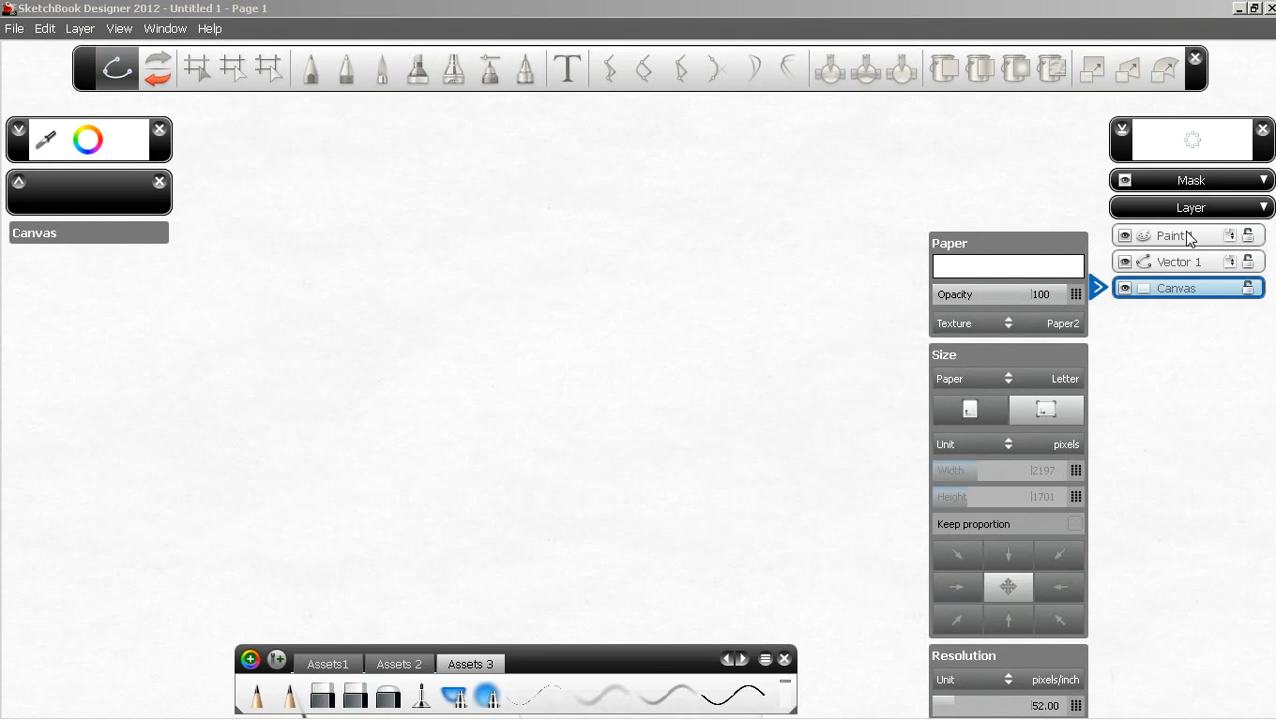 SketchBook Designer 2012 - Untitled 1 - Page 1
File Edit Layer View Window Help
T
Canvas
Mask
Layer
Paint
Vector 1
Canvas
Paper
Opacity 100
Texture Paper2
Size
Paper Letter
Unit pixels
Width 2197
Height 1701
Keep proportion
Resolution
Unit pixels/inch
52.00
Assets1 Assets 2 Assets 3